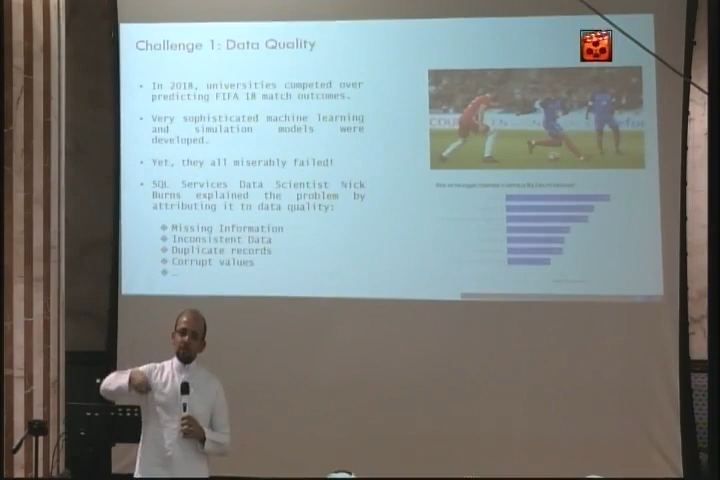 Challenge 1: Data Quality
• In 2018, universities competed over
predicting FIFA 18 match outcomes.
• Very sophisticated machine learning
and simulation models were
developed.
• Yet, they all miserably failed!
• SQL Services Data Scientist Nick
Burns explained the problem by
attributing it to data quality:
❖ Missing Information
❖ Inconsistent Data
❖ Duplicate records
❖ Corrupt values
❖ …